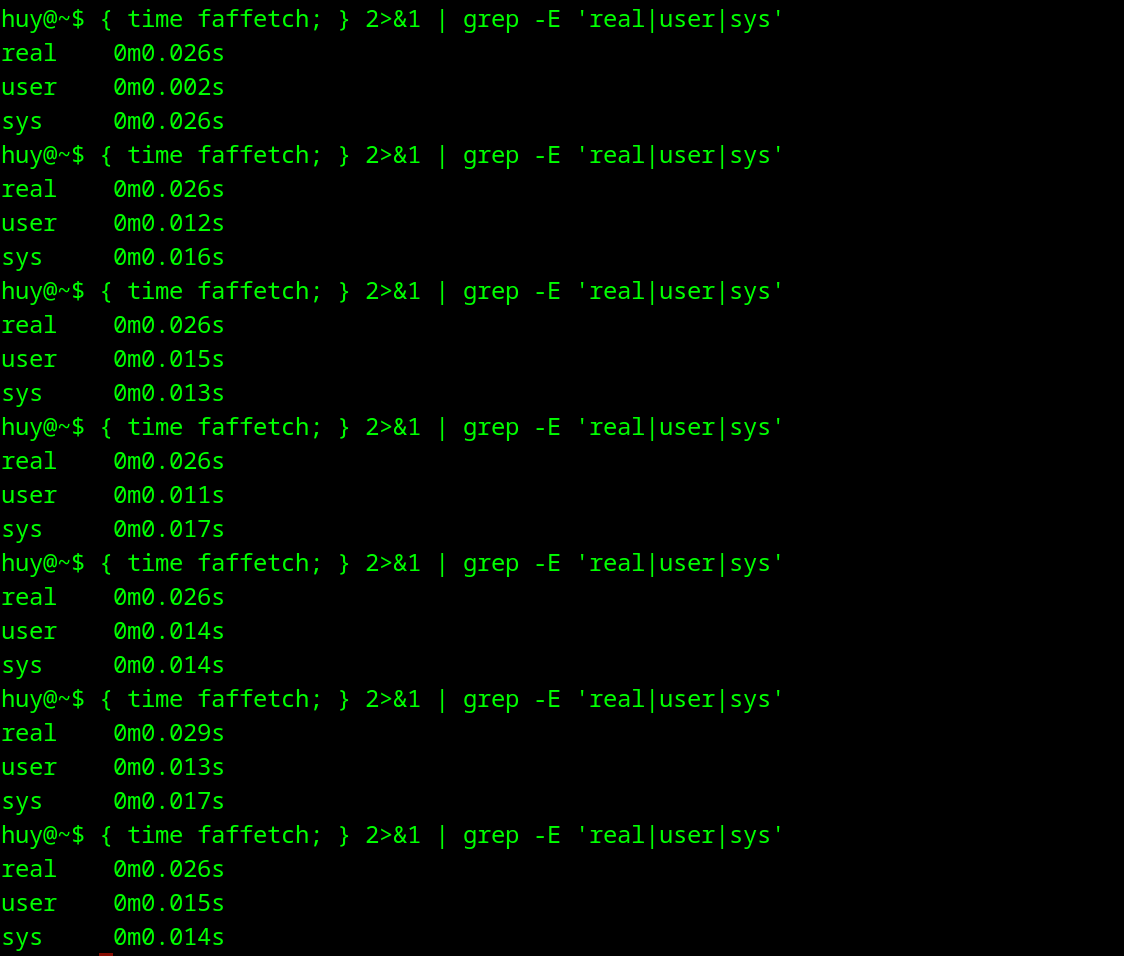 huy@~$ { time faffetch; } 2>&1 | grep -E 'real|user|sys'
real    0m0.026s
user    0m0.002s
sys     0m0.026s
huy@~$ { time faffetch; } 2>&1 | grep -E 'real|user|sys'
real    0m0.026s
user    0m0.012s
sys     0m0.016s
huy@~$ { time faffetch; } 2>&1 | grep -E 'real|user|sys'
real    0m0.026s
user    0m0.015s
sys     0m0.013s
huy@~$ { time faffetch; } 2>&1 | grep -E 'real|user|sys'
real    0m0.026s
user    0m0.011s
sys     0m0.017s
huy@~$ { time faffetch; } 2>&1 | grep -E 'real|user|sys'
real    0m0.026s
user    0m0.014s
sys     0m0.014s
huy@~$ { time faffetch; } 2>&1 | grep -E 'real|user|sys'
real    0m0.029s
user    0m0.013s
sys     0m0.017s
huy@~$ { time faffetch; } 2>&1 | grep -E 'real|user|sys'
real    0m0.026s
user    0m0.015s
sys     0m0.014s